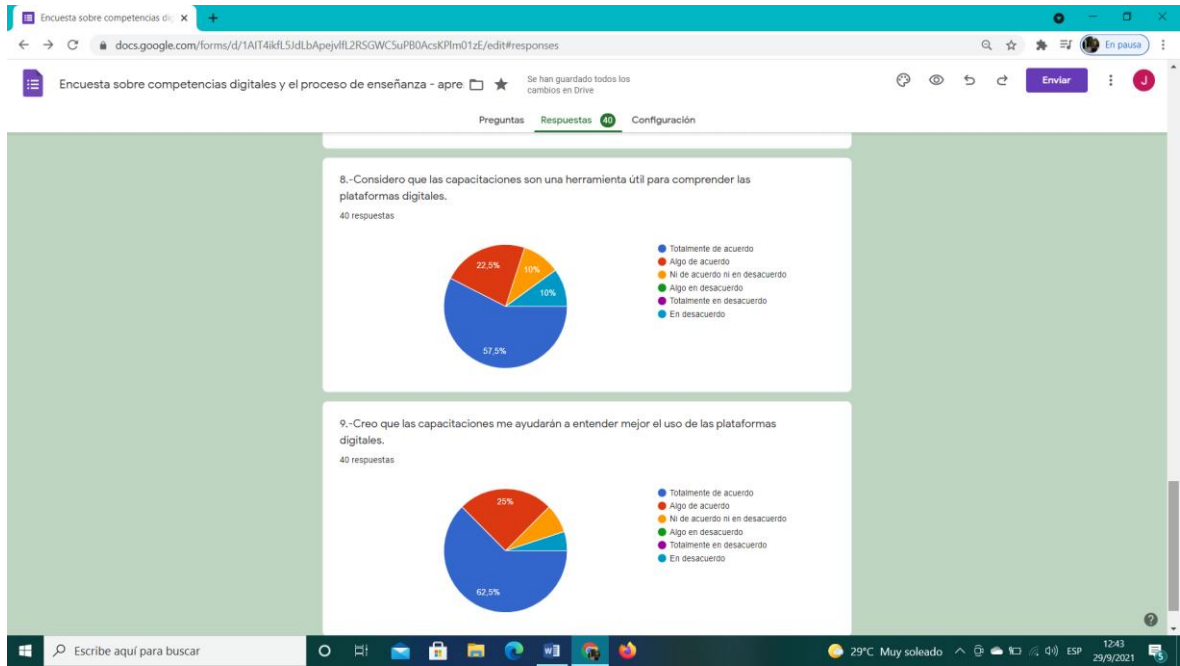 Encuesta sobre competencias di
docs.google.com/forms/d/1AIT4ikfL5JdLbApejvlfL2RSGWC5uPB0AcsKPlm01zE/edit#responses
En pausa
Encuesta sobre competencias digitales y el proceso de enseñanza - apre
Se han guardado todos los
cambios en Drive
Enviar
J
Preguntas Respuestas 40 Configuración
8.-Considero que las capacitaciones son una herramienta útil para comprender las
plataformas digitales.
40 respuestas
22,5%
10%
10%
57,5%
Totalmente de acuerdo
Algo de acuerdo
Ni de acuerdo ni en desacuerdo
Algo en desacuerdo
Totalmente en desacuerdo
En desacuerdo
9.-Creo que las capacitaciones me ayudarán a entender mejor el uso de las plataformas
digitales.
40 respuestas
25%
62,5%
Totalmente de acuerdo
Algo de acuerdo
Ni de acuerdo ni en desacuerdo
Algo en desacuerdo
Totalmente en desacuerdo
En desacuerdo
Escribe aquí para buscar
29°C Muy soleado
ESP
12:43
29/9/2021
5